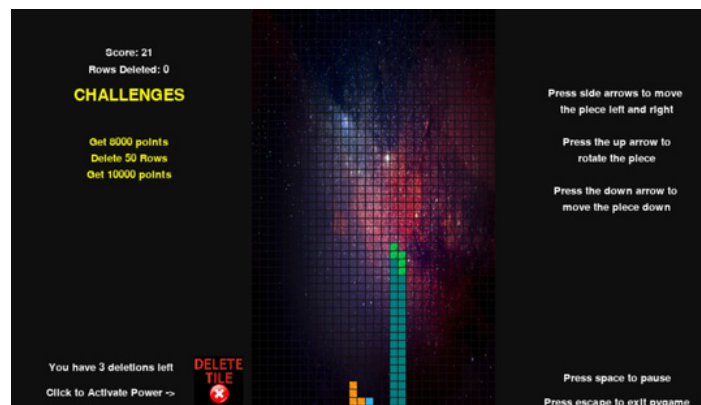 Score: 21
Rows Deleted: 0
CHALLENGES
Get 8000 points
Delete 50 Rows
Get 10000 points
You have 3 deletions left
Click to Activate Power ->
DELETE
TILE
Press side arrows to move
the piece left and right
Press the up arrow to
rotate the piece
Press the down arrow to
move the piece down
Press space to pause
Press escape to exit pygame